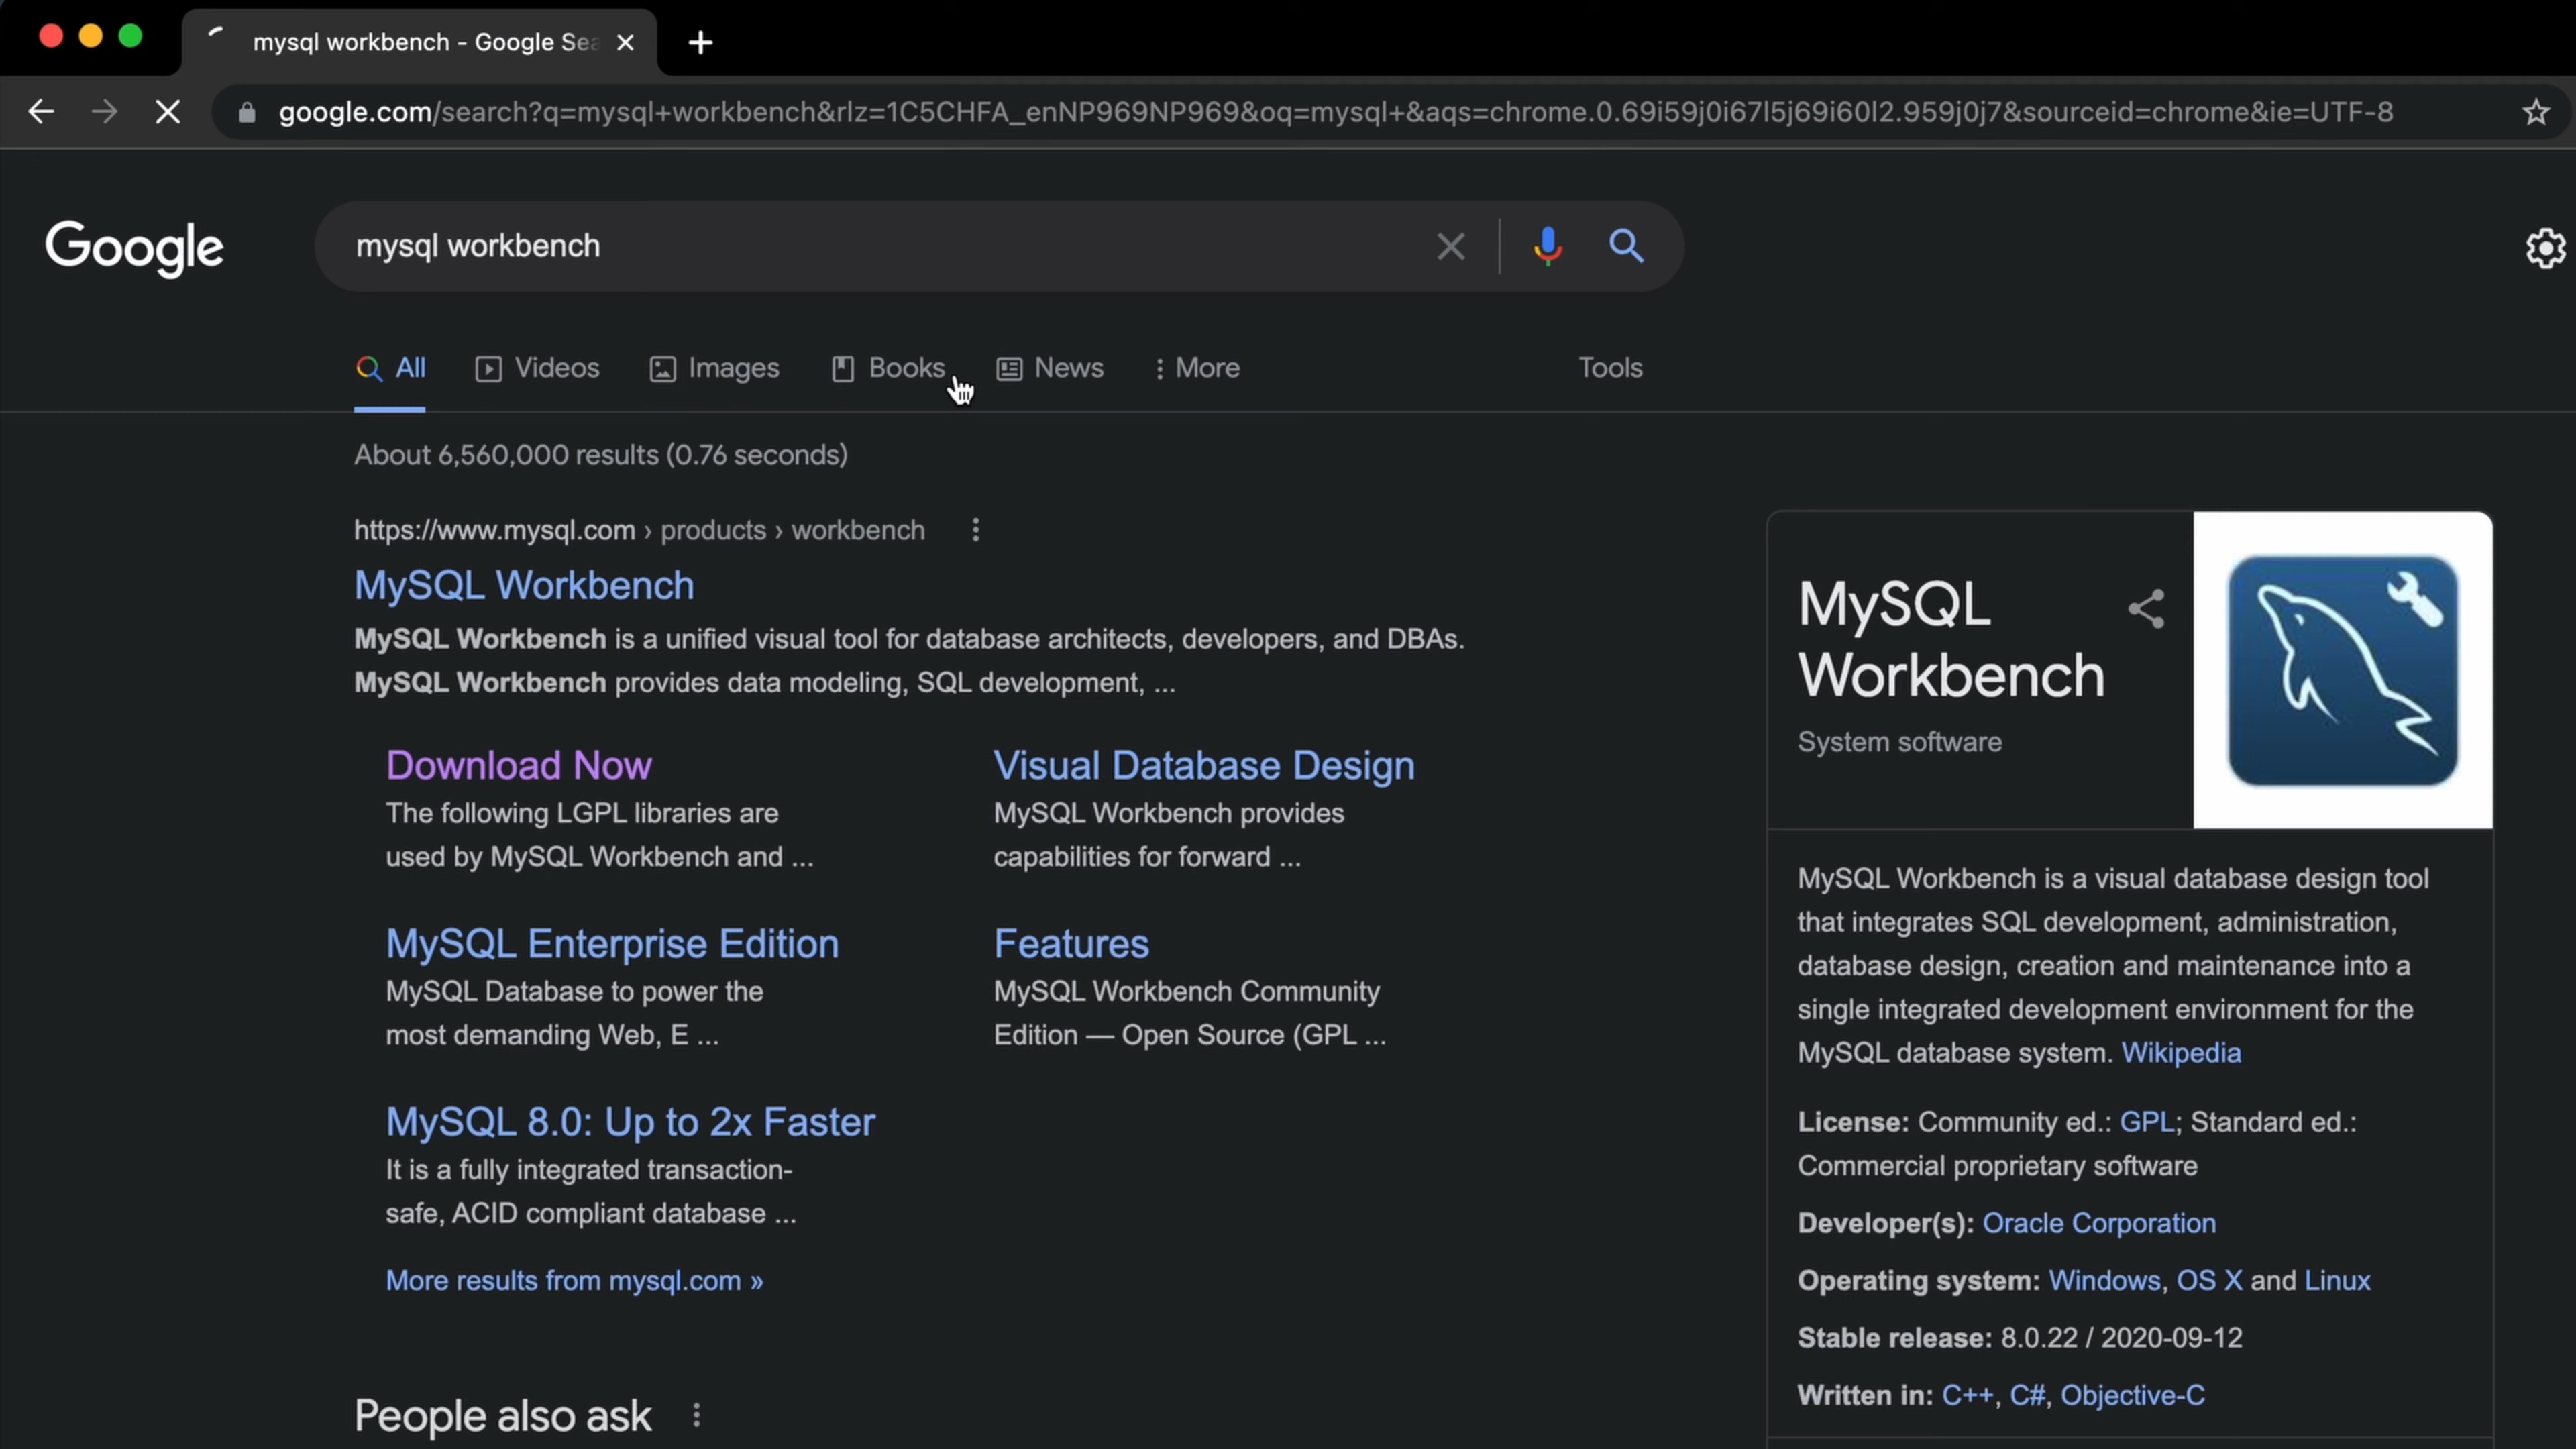 mysql workbench - Google Sea
google.com/search?q=mysql+workbench&rlz=1C5CHFA_enNP969NP969&oq=mysql+&aqs=chrome.0.69i59j0i67l5j69i60l2.959j0j7&sourceid=chrome&ie=UTF-8
Google
mysql workbench
All Videos Images Books News More Tools
About 6,560,000 results (0.76 seconds)
https://www.mysql.com › products › workbench
MySQL Workbench
MySQL Workbench is a unified visual tool for database architects, developers, and DBAs.
MySQL Workbench provides data modeling, SQL development, ...
Download Now
The following LGPL libraries are
used by MySQL Workbench and ...
Visual Database Design
MySQL Workbench provides
capabilities for forward ...
MySQL Enterprise Edition
MySQL Database to power the
most demanding Web, E ...
Features
MySQL Workbench Community
Edition — Open Source (GPL ...
MySQL 8.0: Up to 2x Faster
It is a fully integrated transaction-
safe, ACID compliant database ...
More results from mysql.com »
People also ask
MySQL
Workbench
System software
MySQL Workbench is a visual database design tool
that integrates SQL development, administration,
database design, creation and maintenance into a
single integrated development environment for the
MySQL database system. Wikipedia
License: Community ed.: GPL; Standard ed.:
Commercial proprietary software
Developer(s): Oracle Corporation
Operating system: Windows, OS X and Linux
Stable release: 8.0.22 / 2020-09-12
Written in: C++, C#, Objective-C